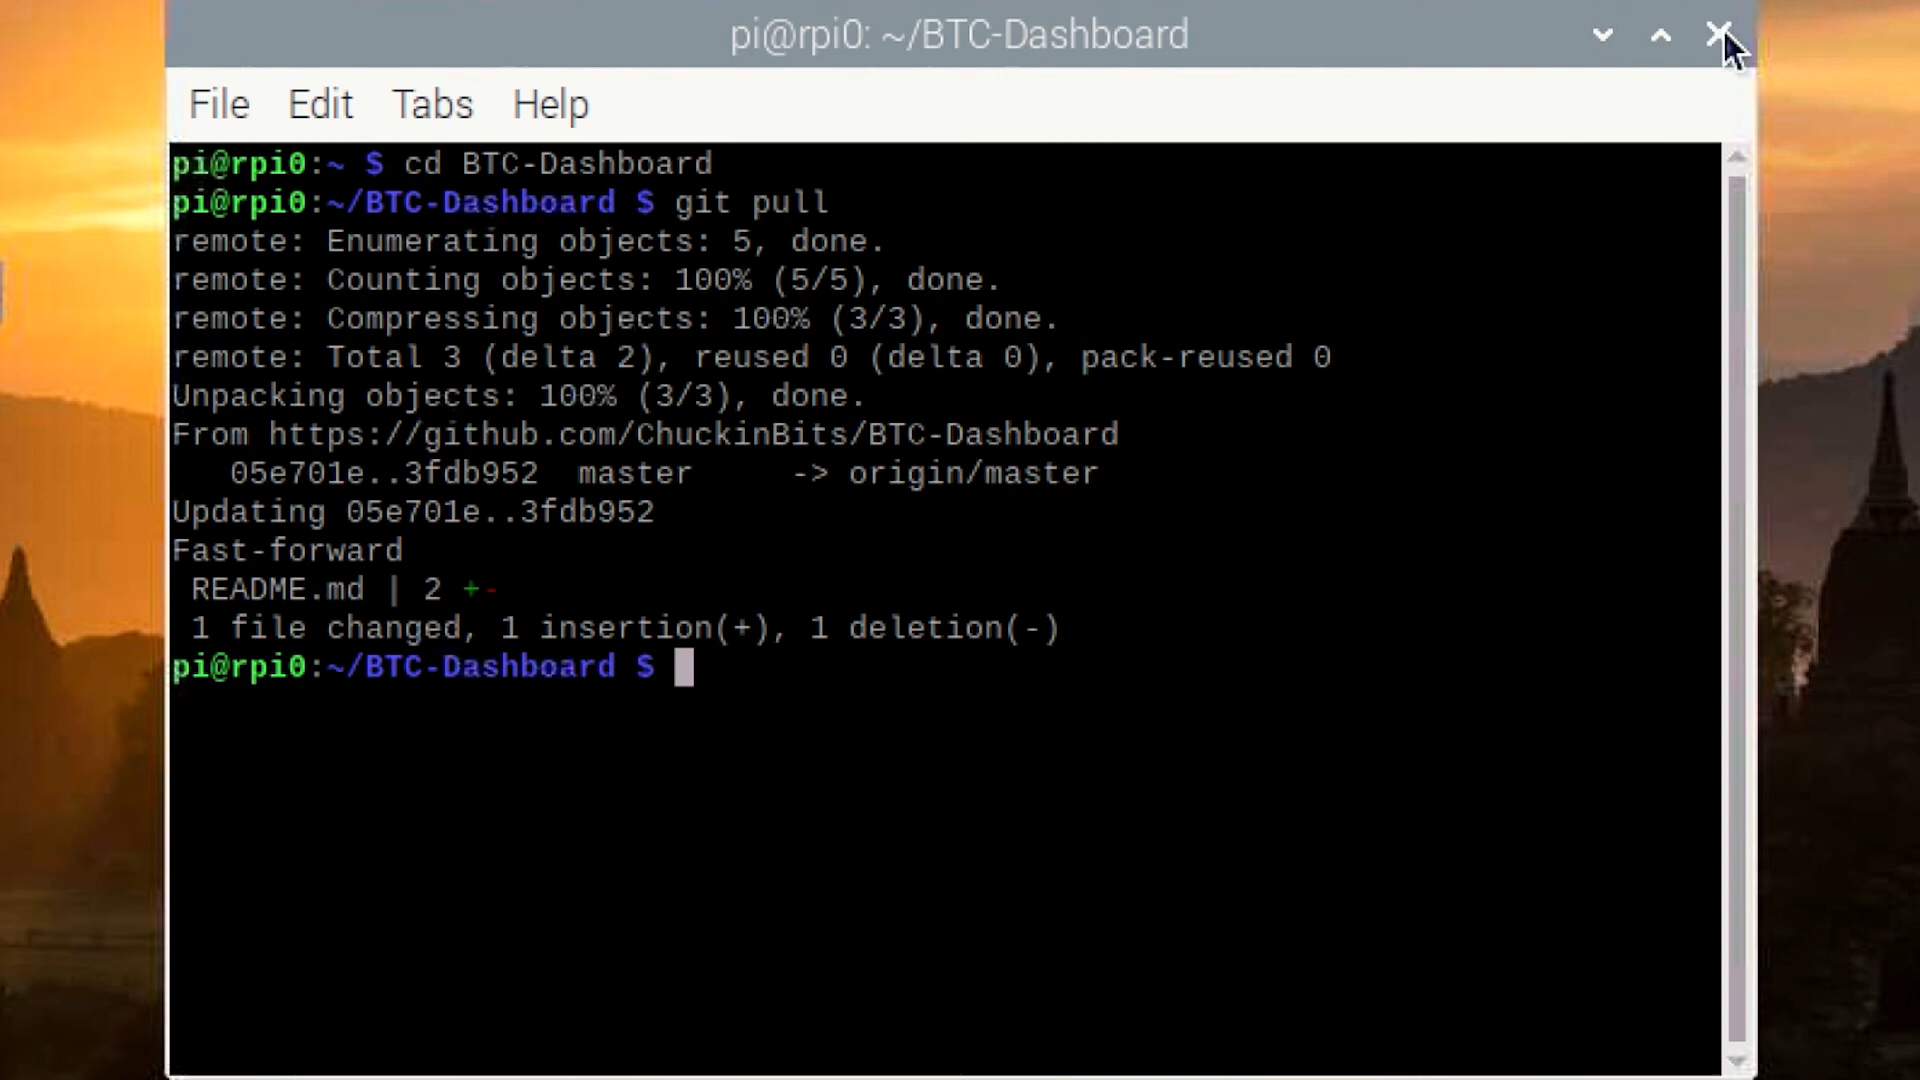 pi@rpi0: ~/BTC-Dashboard
File Edit Tabs Help
pi@rpi0:~ $ cd BTC-Dashboard
pi@rpi0:~/BTC-Dashboard $ git pull
remote: Enumerating objects: 5, done.
remote: Counting objects: 100% (5/5), done.
remote: Compressing objects: 100% (3/3), done.
remote: Total 3 (delta 2), reused 0 (delta 0), pack-reused 0
Unpacking objects: 100% (3/3), done.
From https://github.com/ChuckinBits/BTC-Dashboard
   05e701e..3fdb952  master     -> origin/master
Updating 05e701e..3fdb952
Fast-forward
 README.md | 2 +-
 1 file changed, 1 insertion(+), 1 deletion(-)
pi@rpi0:~/BTC-Dashboard $